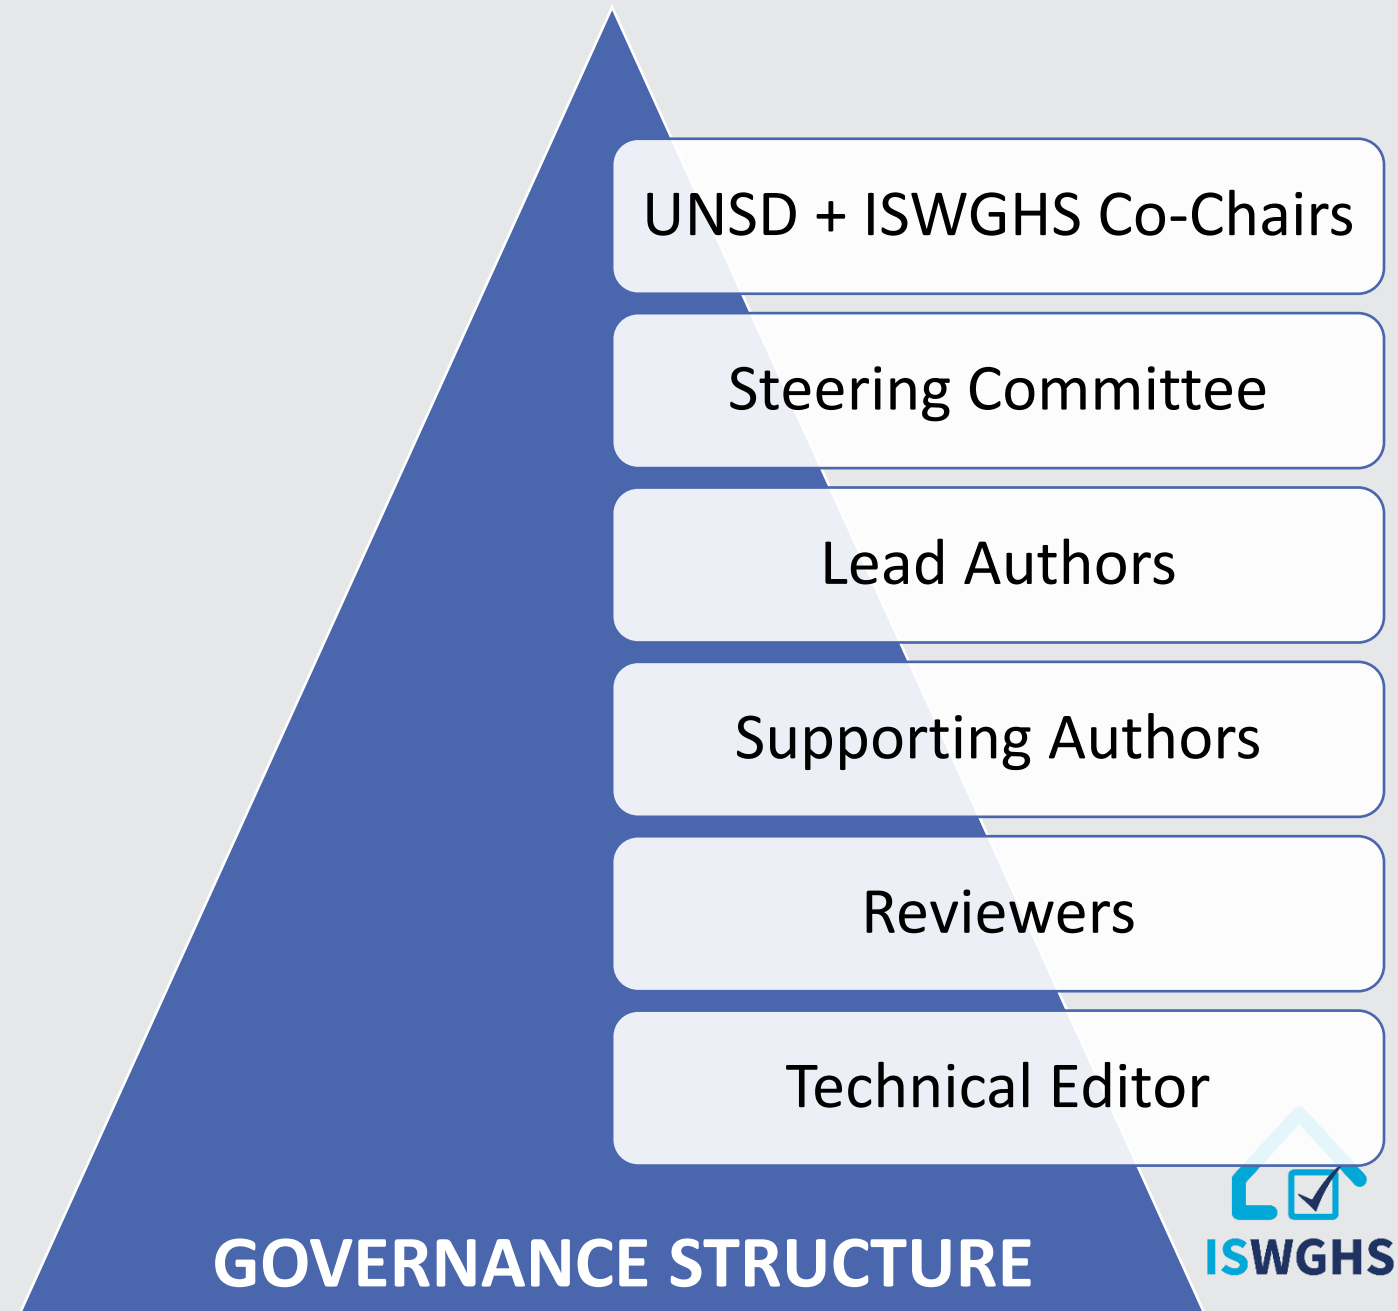 UNSD + ISWGHS Co-Chairs
Steering Committee
Lead Authors
Supporting Authors
Reviewers
Technical Editor
GOVERNANCE STRUCTURE
ISWGHS